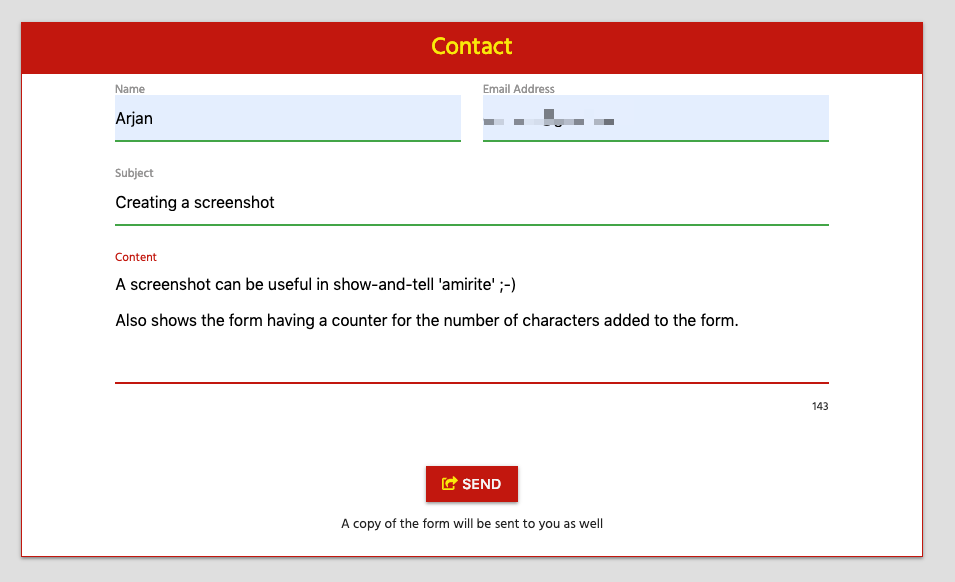 Contact
Name
Email Address
Arjan
Subject
Creating a screenshot
Content
A screenshot can be useful in show-and-tell 'amirite' ;-)
Also shows the form having a counter for the number of characters added to the form.
143
SEND
A copy of the form will be sent to you as well